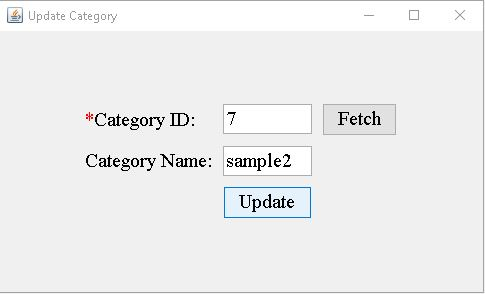 Update Category
*Category ID: 7 Fetch
Category Name: sample2
Update